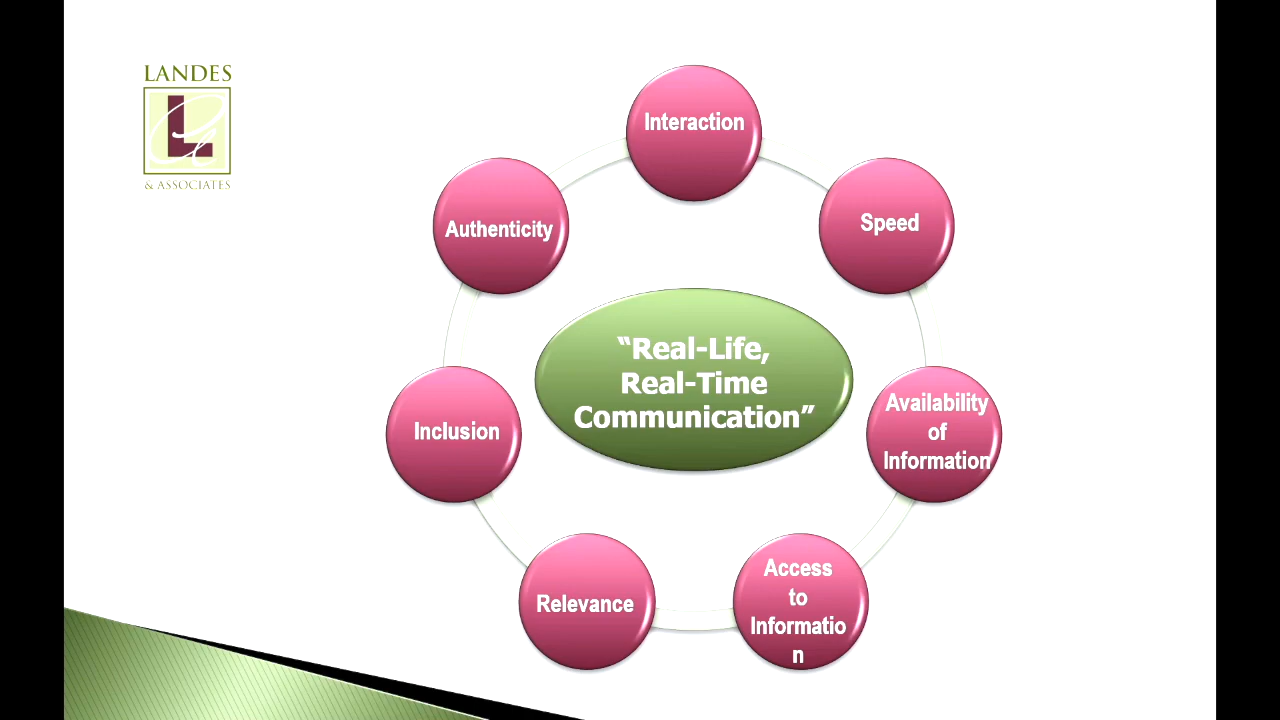 LANDES
L
& ASSOCIATES
Interaction
Speed
Availability
of
Information
Access
to
Informatio
n
Relevance
Inclusion
Authenticity
“Real-Life,
Real-Time
Communication”